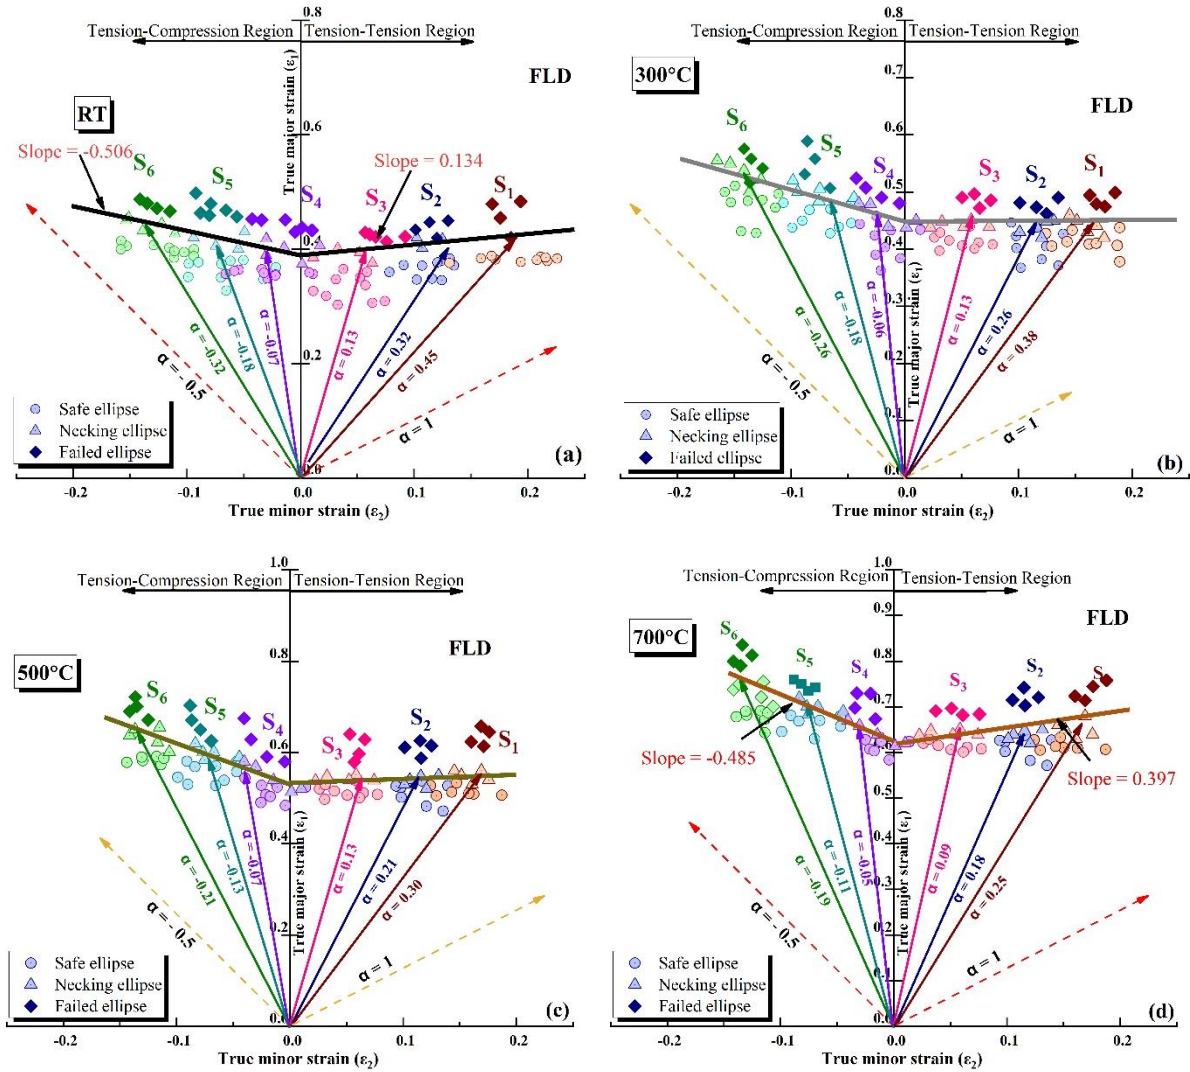 Tension-Compression Region Tension-Tension Region
0.8
True major strain (ε1)
FLD
RT
0.6
Slope = -0.506
Slope = 0.134
S6
S5
S4
S3
S2
S1
0.4
0.2
0.0
α = - 0.5
α = -0.32
α = -0.18
α = -0.07
α = 0.13
α = 0.32
α = 0.45
α = 1
Safe ellipse
Necking ellipse
Failed ellipse
(a)
-0.2 -0.1 0.0 0.1 0.2
True minor strain (ε2)
Tension-Compression Region Tension-Tension Region
0.8
300°C
0.7
FLD
0.6
S6
S5
S4
S3
S2
S1
0.5
0.4
0.3
0.2
0.1
0.0
True major strain (ε1)
α = - 0.5
α = -0.26
α = -0.18
α = -0.06
α = 0.13
α = 0.26
α = 0.38
α = 1
Safe ellipse
Necking ellipse
Failed ellipse
(b)
-0.2 -0.1 0.0 0.1 0.2
True minor strain (ε2)
1.0
Tension-Compression Region Tension-Tension Region
FLD
500°C
0.8
S6
S5
S4
S3
S2
S1
0.6
0.4
0.2
0.0
True major strain (ε1)
α = - 0.5
α = -0.21
α = -0.13
α = -0.07
α = 0.13
α = 0.21
α = 0.30
α = 1
Safe ellipse
Necking ellipse
Failed ellipse
(c)
-0.2 -0.1 0.0 0.1 0.2
True minor strain (ε2)
1.0
Tension-Compression Region Tension-Tension Region
0.9
FLD
700°C
0.8
S6
S5
S4
S3
S2
S
0.7
Slope = -0.485
Slope = 0.397
0.6
0.5
0.4
0.3
0.2
0.1
0.0
True major strain (ε1)
α = - 0.5
α = -0.19
α = -0.11
α = -0.05
α = 0.09
α = 0.18
α = 0.25
α = 1
Safe ellipse
Necking ellipse
Failed ellipse
(d)
-0.2 -0.1 0.0 0.1 0.2
True minor strain (ε2)